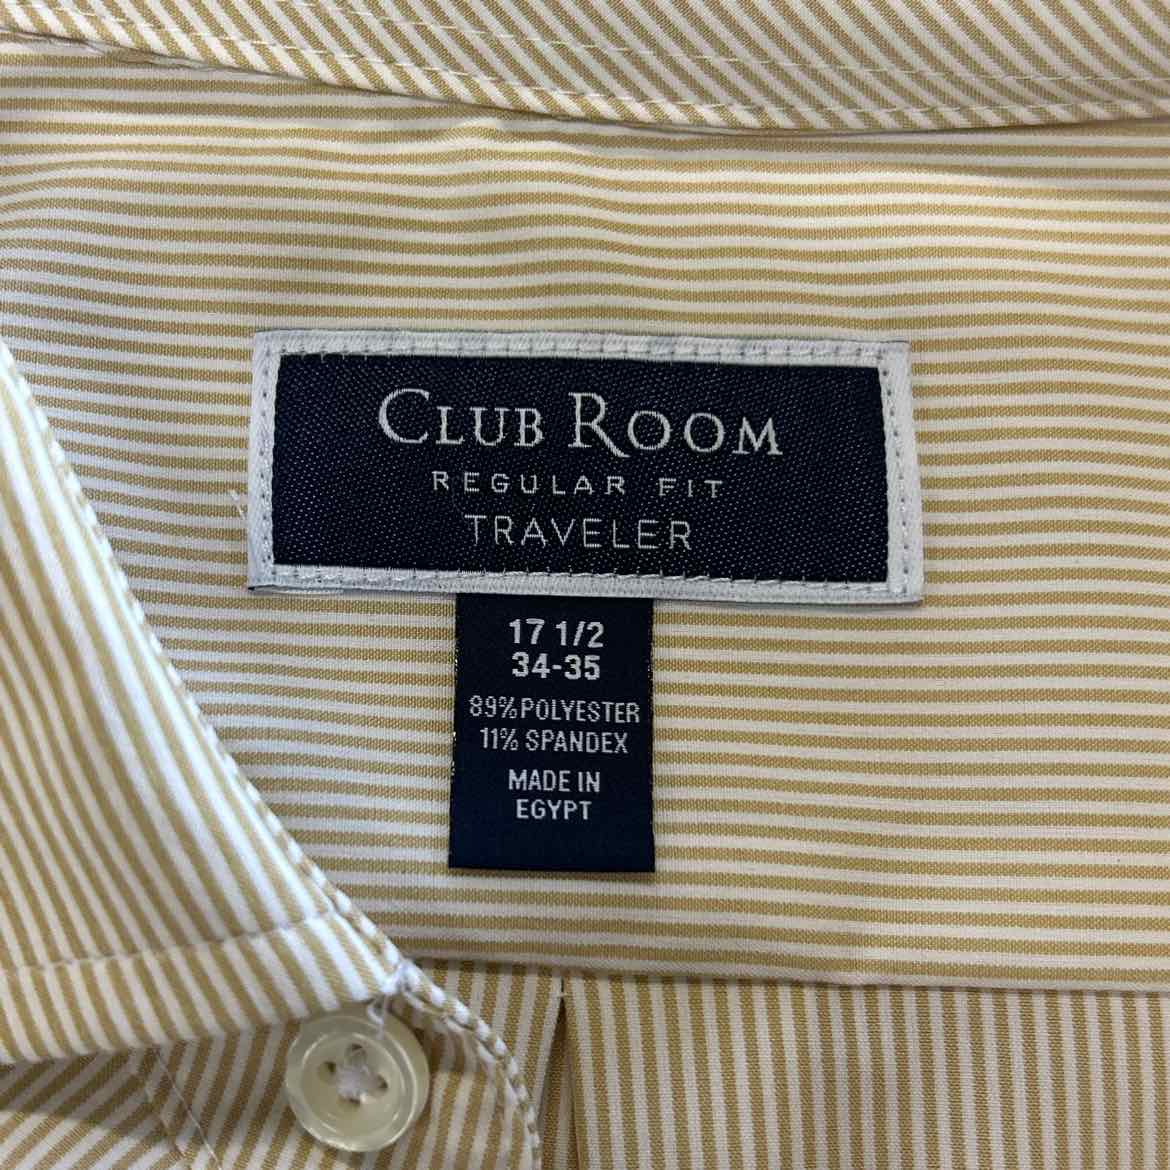 CLUB ROOM
REGULAR FIT
TRAVELER
17 1/2
34-35
89%POLYESTER
11% SPANDEX
MADE IN
EGYPT